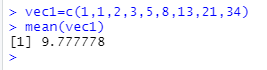 > vec1=c(1,1,2,3,5,8,13,21,34)
> mean(vec1)
[1] 9.777778
>